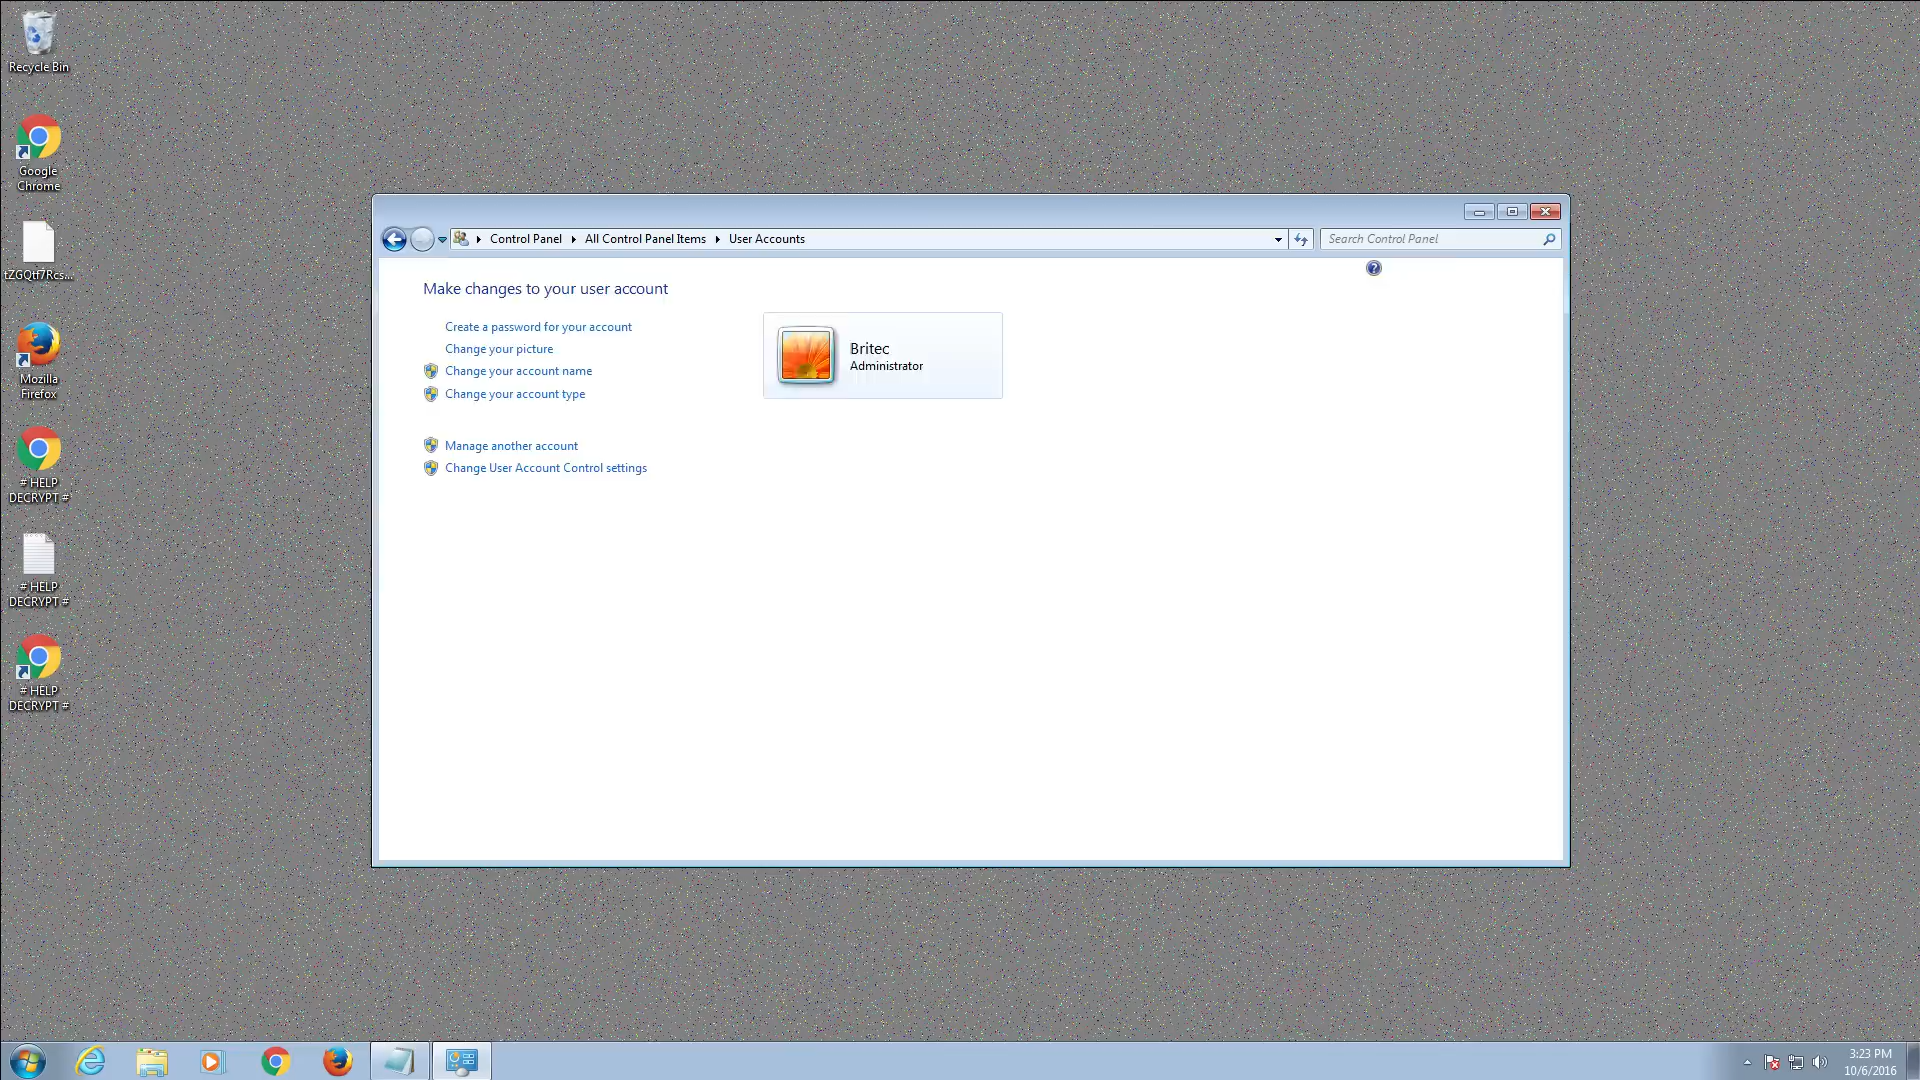 Recycle Bin
Google
Chrome
tZGQtf7Rcs...
Mozilla
Firefox
# HELP
DECRYPT #
# HELP
DECRYPT #
# HELP
DECRYPT #
Control Panel
All Control Panel Items
User Accounts
Search Control Panel
Make changes to your user account
Create a password for your account
Change your picture
Change your account name
Change your account type
Manage another account
Change User Account Control settings
Britec
Administrator
3:23 PM
10/6/2016